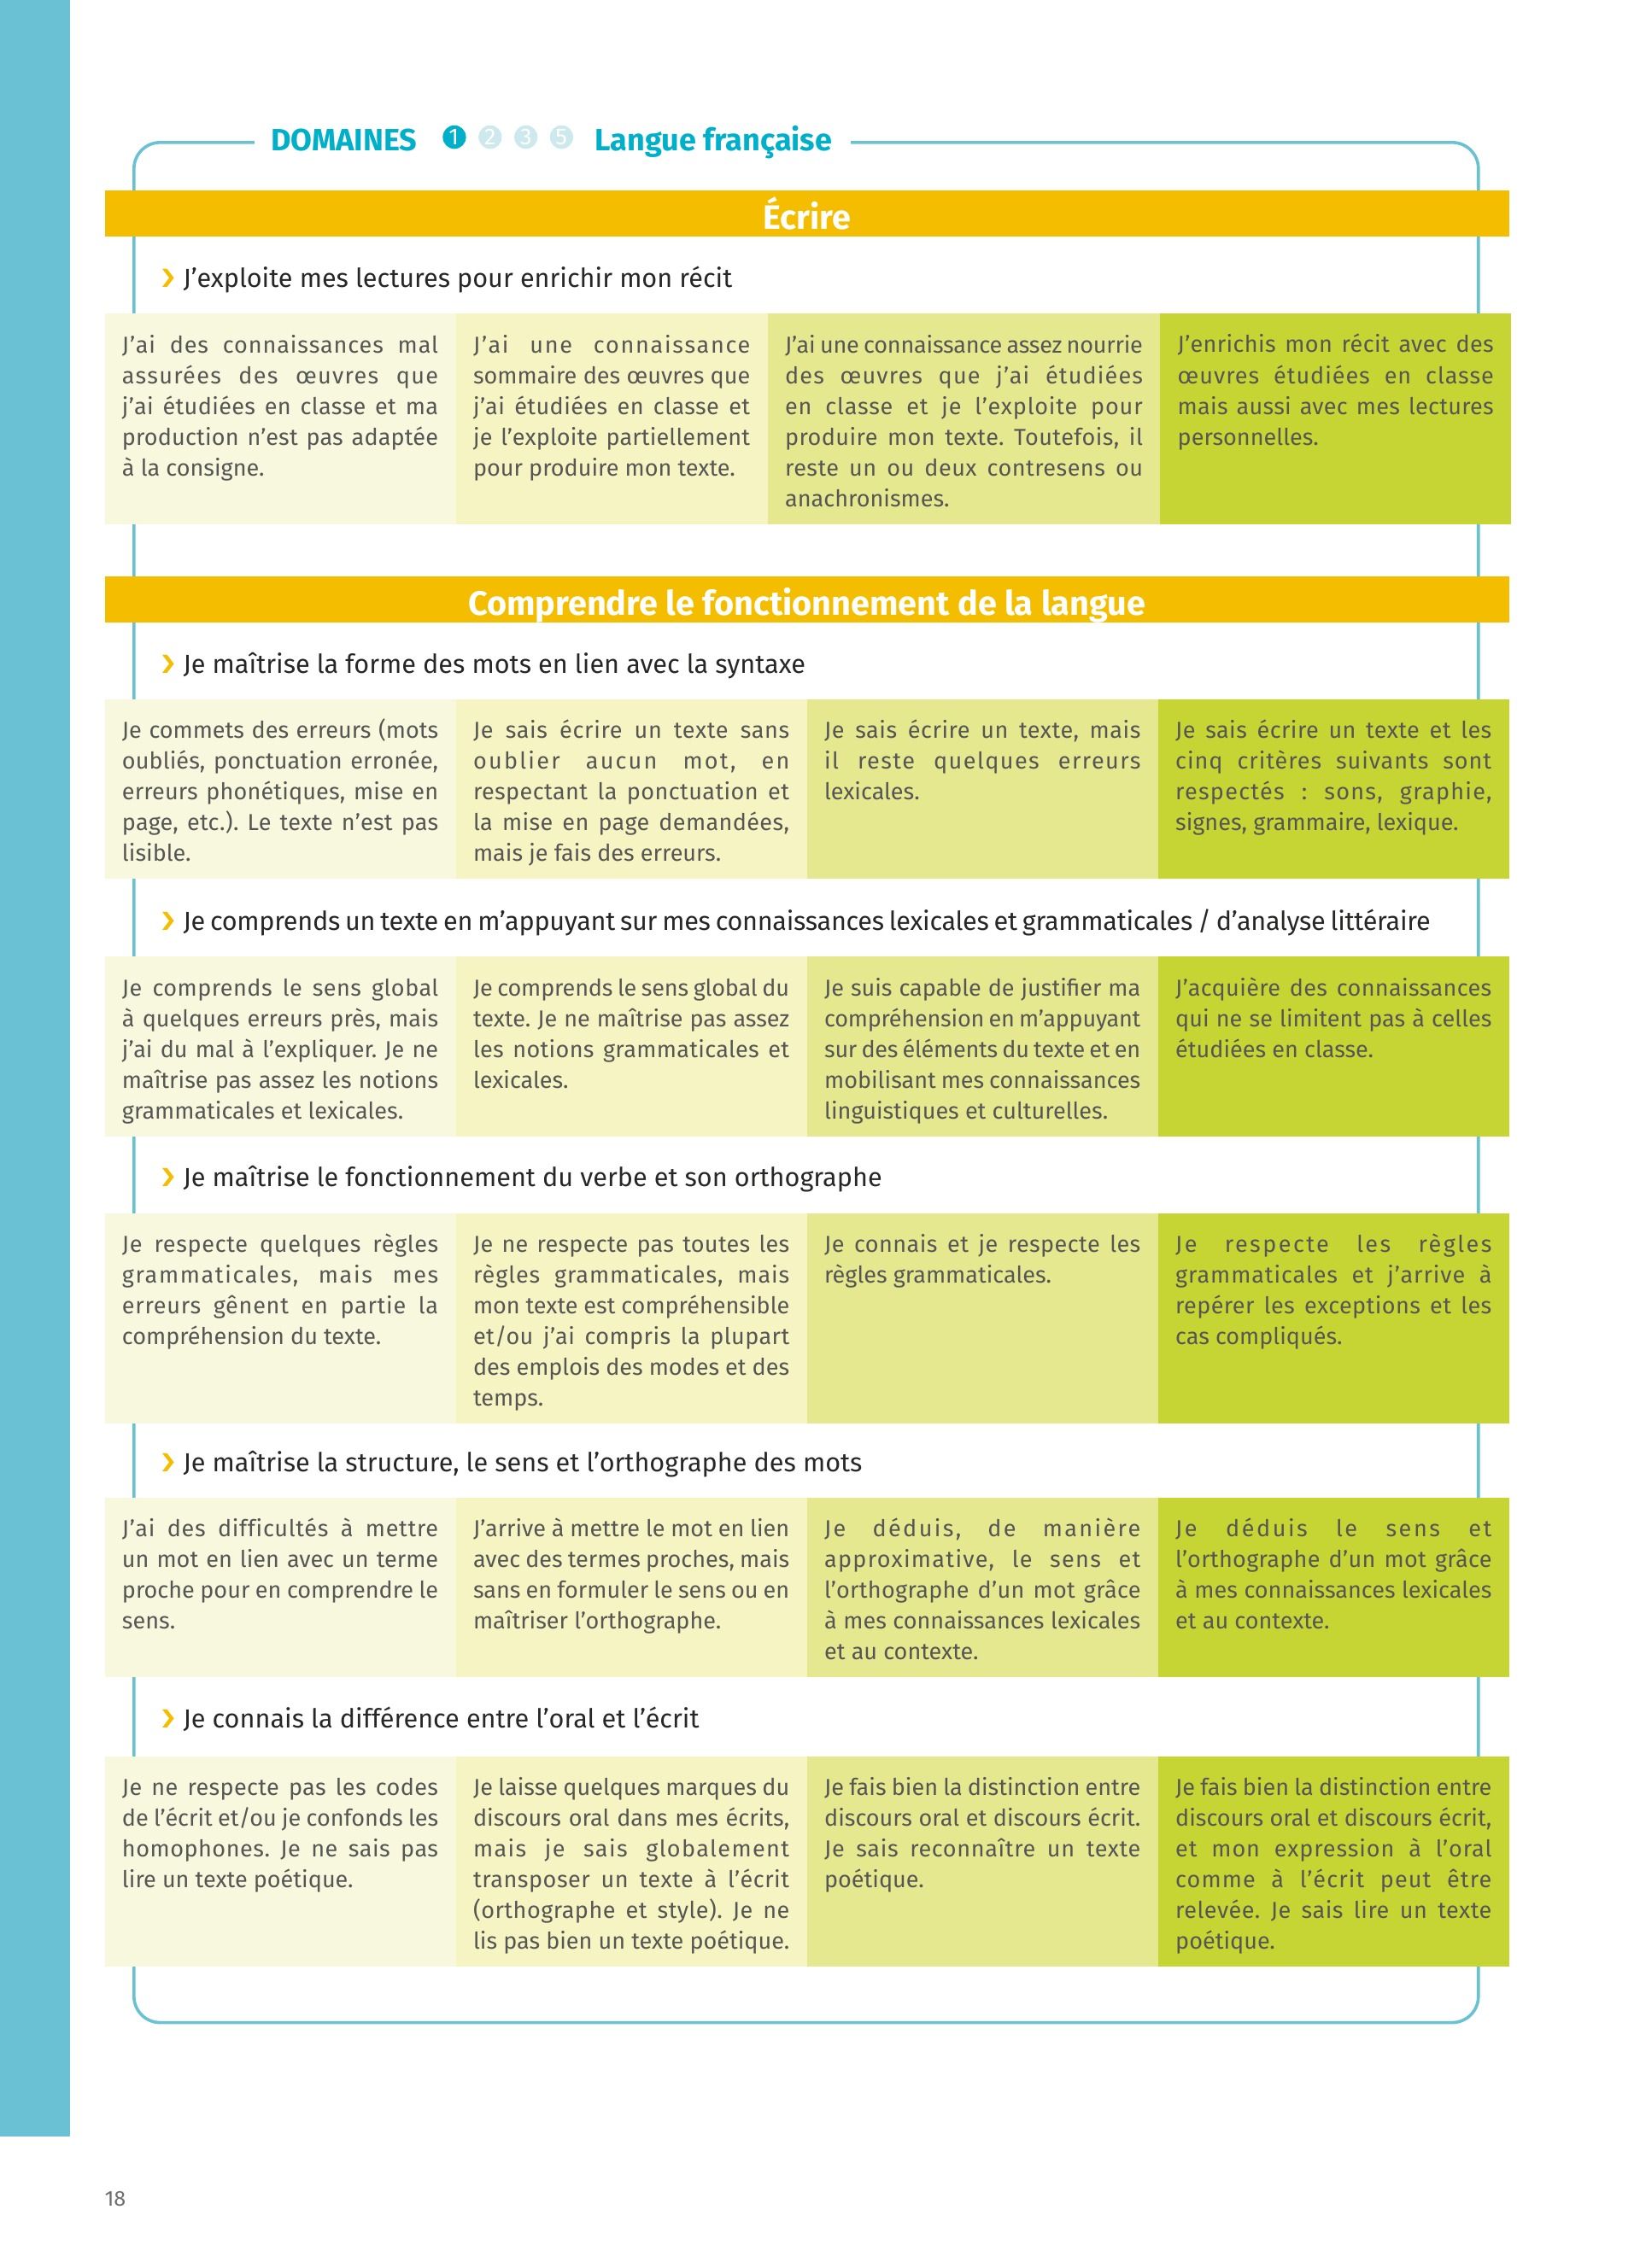 DOMAINES 1 2 3 5 Langue française
Écrire
› J’exploite mes lectures pour enrichir mon récit
J’ai des connaissances mal
assurées des œuvres que
j’ai étudiées en classe et ma
production n’est pas adaptée
à la consigne.
J’ai une connaissance
sommaire des œuvres que
j’ai étudiées en classe et
je l’exploite partiellement
pour produire mon texte.
J’ai une connaissance assez nourrie
des œuvres que j’ai étudiées
en classe et je l’exploite pour
produire mon texte. Toutefois, il
reste un ou deux contresens ou
anachronismes.
J’enrichis mon récit avec des
œuvres étudiées en classe
mais aussi avec mes lectures
personnelles.
Comprendre le fonctionnement de la langue
› Je maîtrise la forme des mots en lien avec la syntaxe
Je commets des erreurs (mots
oubliés, ponctuation erronée,
erreurs phonétiques, mise en
page, etc.). Le texte n’est pas
lisible.
Je sais écrire un texte sans
oublier aucun mot, en
respectant la ponctuation et
la mise en page demandées,
mais je fais des erreurs.
Je sais écrire un texte, mais
il reste quelques erreurs
lexicales.
Je sais écrire un texte et les
cinq critères suivants sont
respectés : sons, graphie,
signes, grammaire, lexique.
› Je comprends un texte en m’appuyant sur mes connaissances lexicales et grammaticales / d’analyse littéraire
Je comprends le sens global
à quelques erreurs près, mais
j’ai du mal à l’expliquer. Je ne
maîtrise pas assez les notions
grammaticales et lexicales.
Je comprends le sens global du
texte. Je ne maîtrise pas assez
les notions grammaticales et
lexicales.
Je suis capable de justifier ma
compréhension en m’appuyant
sur des éléments du texte et en
mobilisant mes connaissances
linguistiques et culturelles.
J’acquière des connaissances
qui ne se limitent pas à celles
étudiées en classe.
› Je maîtrise le fonctionnement du verbe et son orthographe
Je respecte quelques règles
grammaticales, mais mes
erreurs gênent en partie la
compréhension du texte.
Je ne respecte pas toutes les
règles grammaticales, mais
mon texte est compréhensible
et/ou j’ai compris la plupart
des emplois des modes et des
temps.
Je connais et je respecte les
règles grammaticales.
Je respecte les règles
grammaticales et j’arrive à
repérer les exceptions et les
cas compliqués.
› Je maîtrise la structure, le sens et l’orthographe des mots
J’ai des difficultés à mettre
un mot en lien avec un terme
proche pour en comprendre le
sens.
J’arrive à mettre le mot en lien
avec des termes proches, mais
sans en formuler le sens ou en
maîtriser l’orthographe.
Je déduis, de manière
approximative, le sens et
l’orthographe d’un mot grâce
à mes connaissances lexicales
et au contexte.
Je déduis le sens et
l’orthographe d’un mot grâce
à mes connaissances lexicales
et au contexte.
› Je connais la différence entre l’oral et l’écrit
Je ne respecte pas les codes
de l’écrit et/ou je confonds les
homophones. Je ne sais pas
lire un texte poétique.
Je laisse quelques marques du
discours oral dans mes écrits,
mais je sais globalement
transposer un texte à l’écrit
(orthographe et style). Je ne
lis pas bien un texte poétique.
Je fais bien la distinction entre
discours oral et discours écrit.
Je sais reconnaître un texte
poétique.
Je fais bien la distinction entre
discours oral et discours écrit,
et mon expression à l’oral
comme à l’écrit peut être
relevée. Je sais lire un texte
poétique.
18